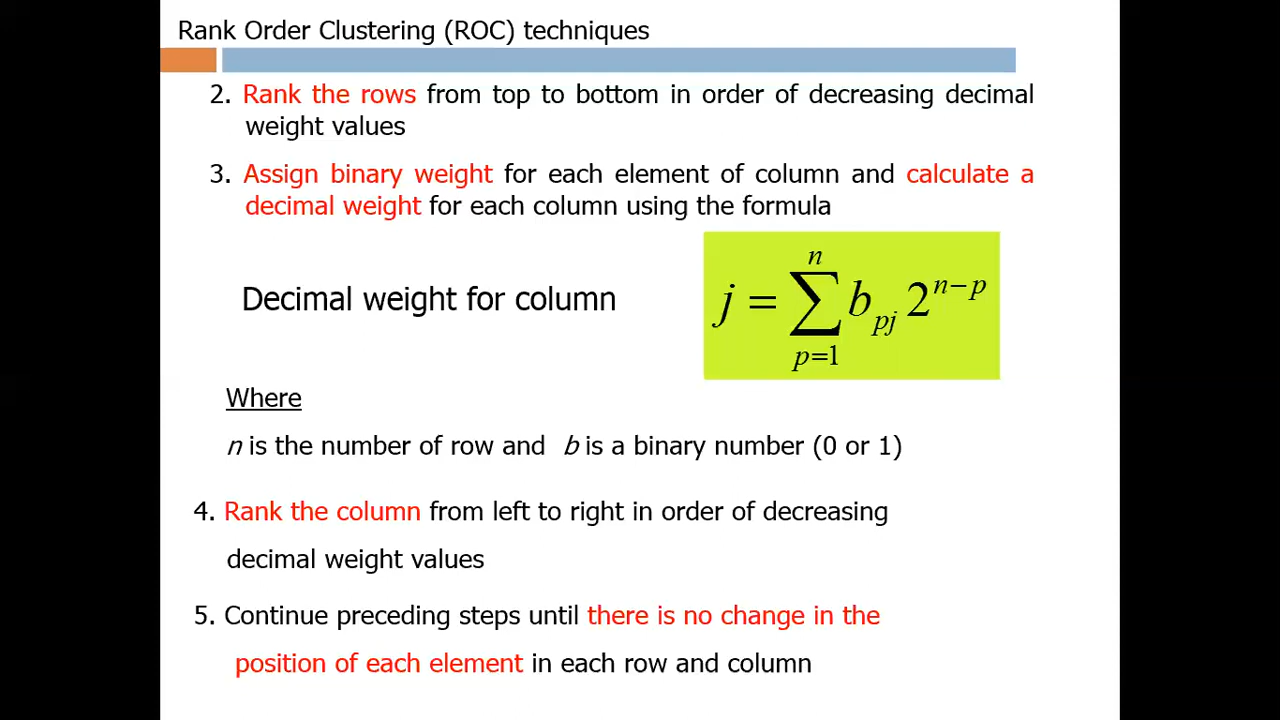 Rank Order Clustering (ROC) techniques
2. Rank the rows from top to bottom in order of decreasing decimal
weight values
3. Assign binary weight for each element of column and calculate a
decimal weight for each column using the formula
Decimal weight for column j = \sum_{p=1}^{n} b_{pj} 2^{n-p}
Where
n is the number of row and b is a binary number (0 or 1)
4. Rank the column from left to right in order of decreasing
decimal weight values
5. Continue preceding steps until there is no change in the
position of each element in each row and column